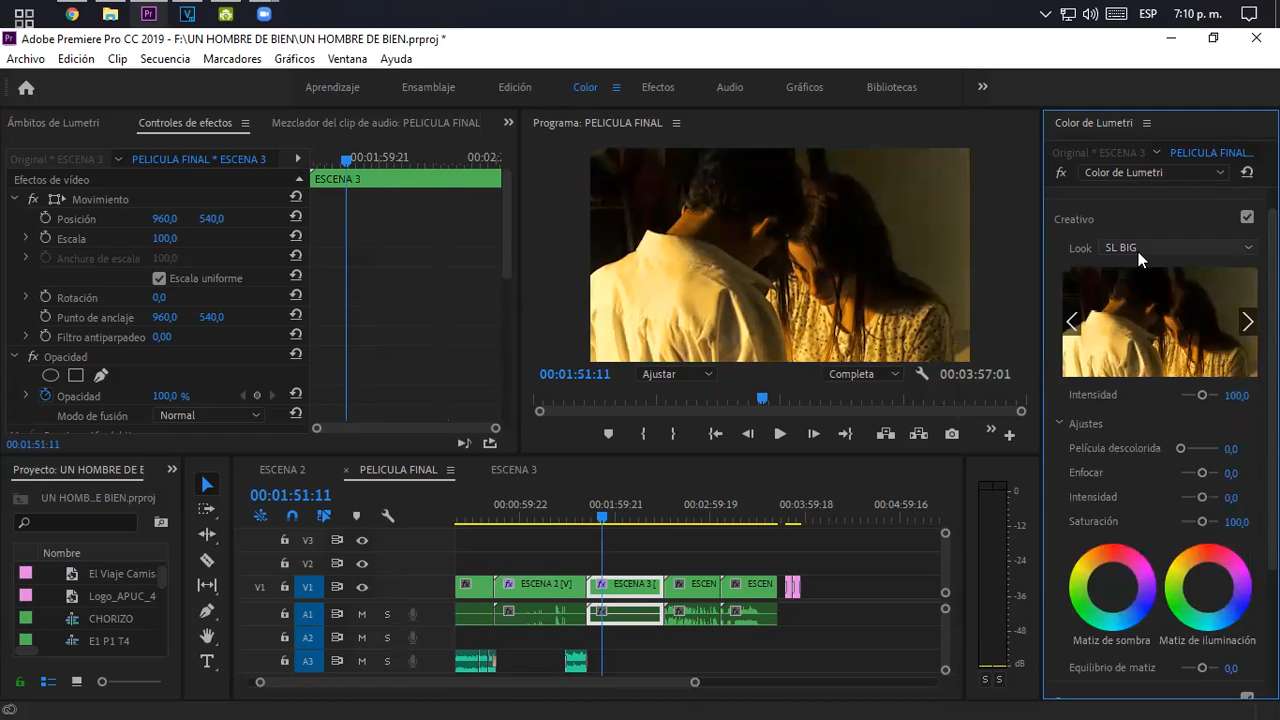 ESP
7:10 p. m.
Adobe Premiere Pro CC 2019 - F:\UN HOMBRE DE BIEN\UN HOMBRE DE BIEN.prproj *
Archivo Edición Clip Secuencia Marcadores Gráficos Ventana Ayuda
Aprendizaje Ensamblaje Edición Color Efectos Audio Gráficos Bibliotecas
Ámbitos de Lumetri Controles de efectos Mezclador del clip de audio: PELICULA FINAL
Original * ESCENA 3 PELICULA FINAL * ESCENA 3
00:01:59:21 00:02:
Efectos de vídeo
ESCENA 3
fx Movimiento
Posición 960,0 540,0
Escala 100,0
Anchura de escala 100,0
Escala uniforme
Rotación 0,0
Punto de anclaje 960,0 540,0
Filtro antiparpadeo 0,00
fx Opacidad
Opacidad 100,0 %
Modo de fusión Normal
00:01:51:11
Programa: PELICULA FINAL
00:01:51:11 Ajustar Completa 00:03:57:01
Color de Lumetri
Original * ESCENA 3 PELICULA FINAL...
fx Color de Lumetri
Creativo
Look SL BIG
Intensidad 100,0
Ajustes
Película descolorida 0,0
Enfocar 0,0
Intensidad 0,0
Saturación 100,0
Matiz de sombra Matiz de iluminación
Equilibrio de matiz 0,0
Proyecto: UN HOMBRE DE B
UN HOMB...E BIEN.prproj
Nombre
El Viaje Camis
Logo_APUC_4
CHORIZO
E1 P1 T4
ESCENA 2 PELICULA FINAL ESCENA 3
00:01:51:11
00:00:59:22 00:01:59:21 00:02:59:19 00:03:59:18 00:04:59:16
V3
V2
V1 V1 fx fx ESCENA 2 [V] fx ESCENA 3 [ fx ESCEN fx ESCEN
A1 M S
A2 M S
A3 M S
0
-12
-24
-36
-48
dB
S S